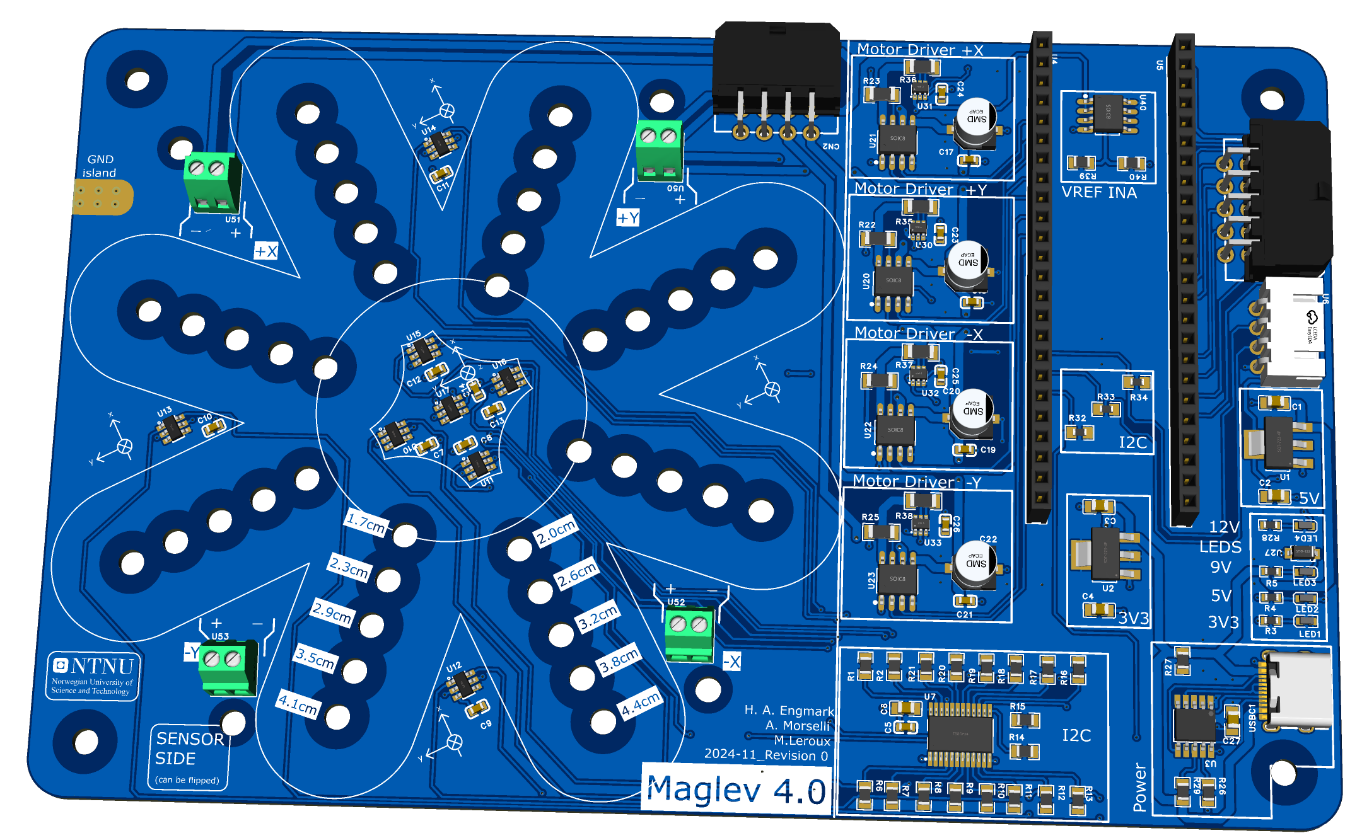 Motor Driver +X
R23
R36
C24
U31
U21
SMD
ECAP
C17
U4
U5
U40
R39
R40
VREF INA
CN2
GND
island
U51
− +
+X
U14
C11
U50
− +
+Y
Motor Driver +Y
R22
R35
C23
U30
U20
SMD
ECAP
Motor Driver -X
R24
R37
C25
U32
C20
U22
SMD
ECAP
C19
U6
U15
C12
U16
U17
C13
C7
C8
U11
U13
C10
x
y
R32
R33
R34
I2C
C1
U1
C2
5V
Motor Driver -Y
R25
R38
C26
U33
C22
U23
SMD
ECAP
C21
C3
U2
C4
3V3
12V
LEDS
9V
5V
3V3
R28
LED4
U27
R5
LED3
R4
LED2
R3
LED1
1.7cm
2.3cm
2.9cm
3.5cm
4.1cm
2.0cm
2.6cm
3.2cm
3.8cm
4.4cm
+ −
U52
-X
+ −
U53
-Y
NTNU
Norwegian University of
Science and Technology
SENSOR
SIDE
(can be flipped)
U12
C9
H. A. Engmark
A. Morselli
M.Leroux
2024-11_Revision 0
Maglev 4.0
R1
R2
R21
R20
R19
R18
R17
R16
U7
C8
C5
R15
R14
I2C
R6
R7
R8
R9
R10
R11
R12
R13
Power
R27
U3
C27
R29
R26
USBC1